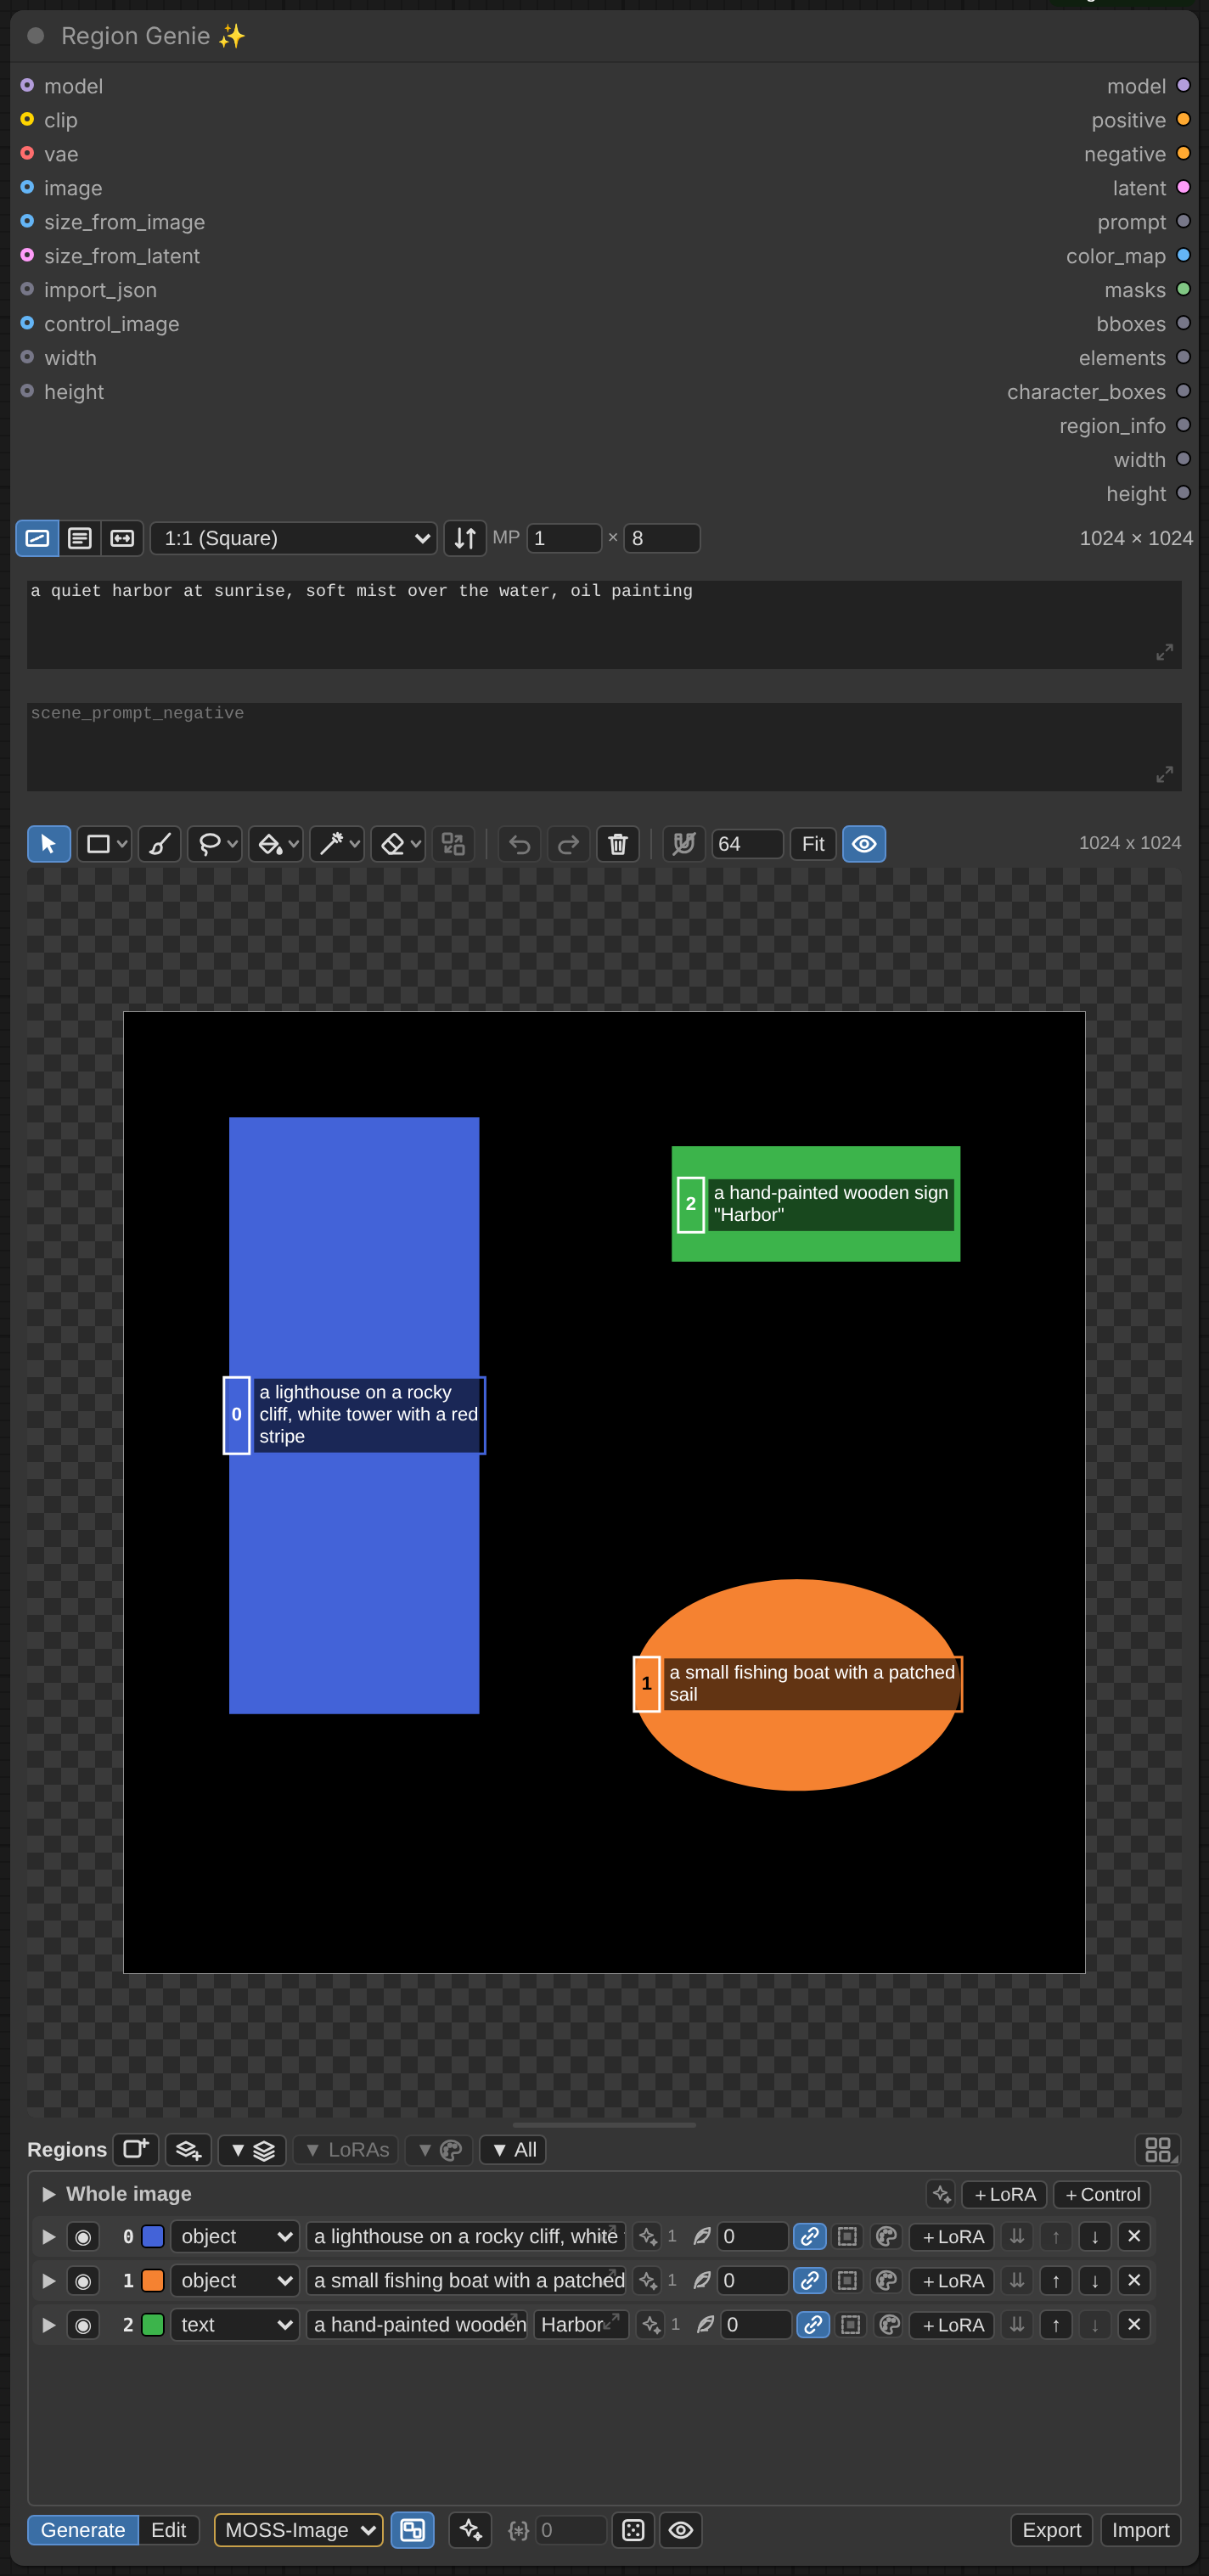 Region Genie ✨
model model
clip positive
vae negative
image latent
size_from_image prompt
size_from_latent color_map
import_json masks
control_image bboxes
width elements
height character_boxes
region_info
width
height
1:1 (Square) MP 1 × 8 1024 × 1024
a quiet harbor at sunrise, soft mist over the water, oil painting
scene_prompt_negative
64 Fit 1024 x 1024
2 a hand-painted wooden sign
"Harbor"
0 a lighthouse on a rocky
cliff, white tower with a red
stripe
1 a small fishing boat with a patched
sail
Regions ▼ ▼ LoRAs ▼ ▼ All
▶ Whole image +LoRA +Control
▶ 0 object a lighthouse on a rocky cliff, white 1 0 +LoRA ↑ ↓ ✕
▶ 1 object a small fishing boat with a patched 1 0 +LoRA ↑ ↓ ✕
▶ 2 text a hand-painted wooden Harbor 1 0 +LoRA ↑ ↓ ✕
Generate Edit MOSS-Image {*} 0 Export Import